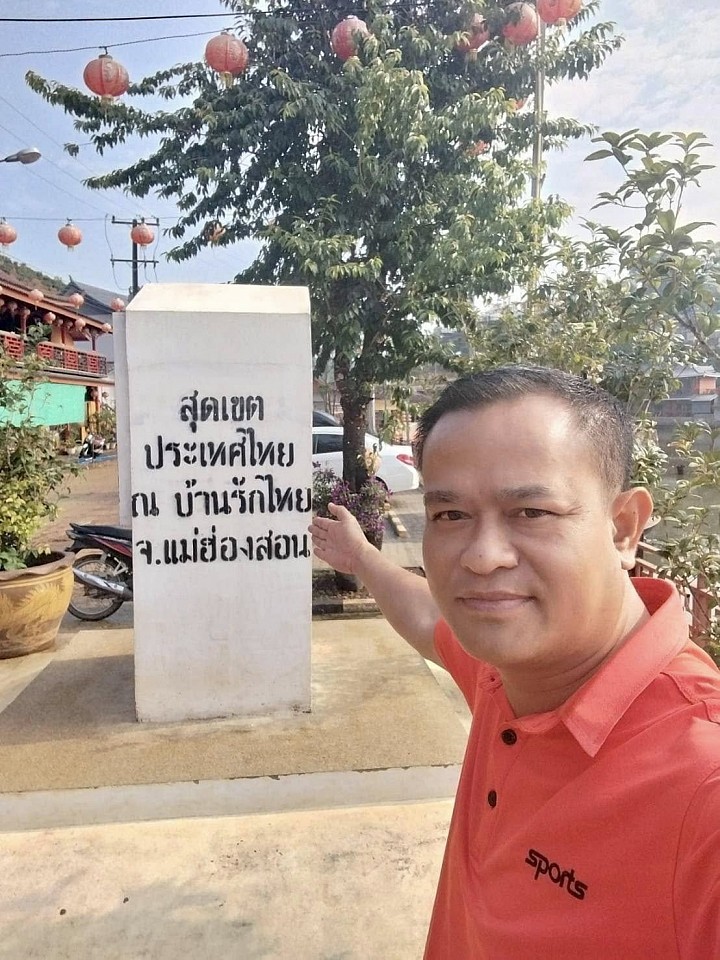 สุดเขต
ประเทศไทย
ณ บ้านรักไทย
จ.แม่ฮ่องสอน
sports